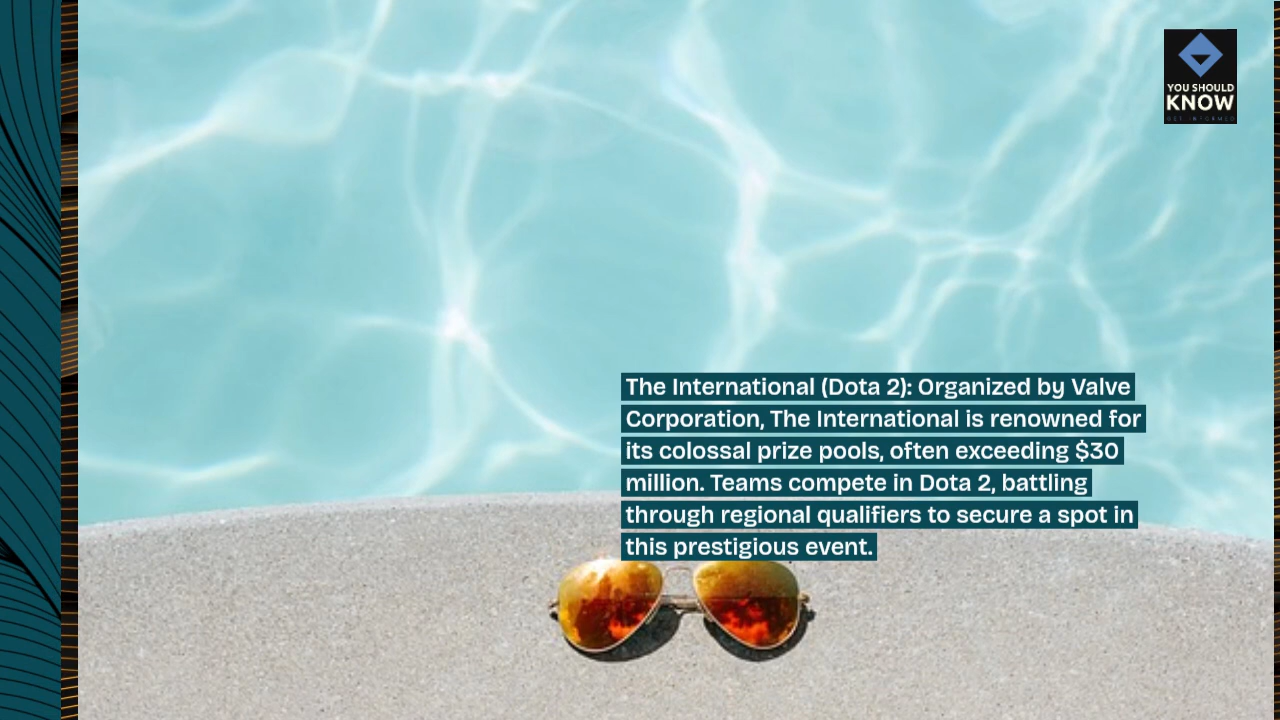 YOU SHOULD
KNOW
GET INFORMED
The International (Dota 2): Organized by Valve
Corporation, The International is renowned for
its colossal prize pools, often exceeding $30
million. Teams compete in Dota 2, battling
through regional qualifiers to secure a spot in
this prestigious event.